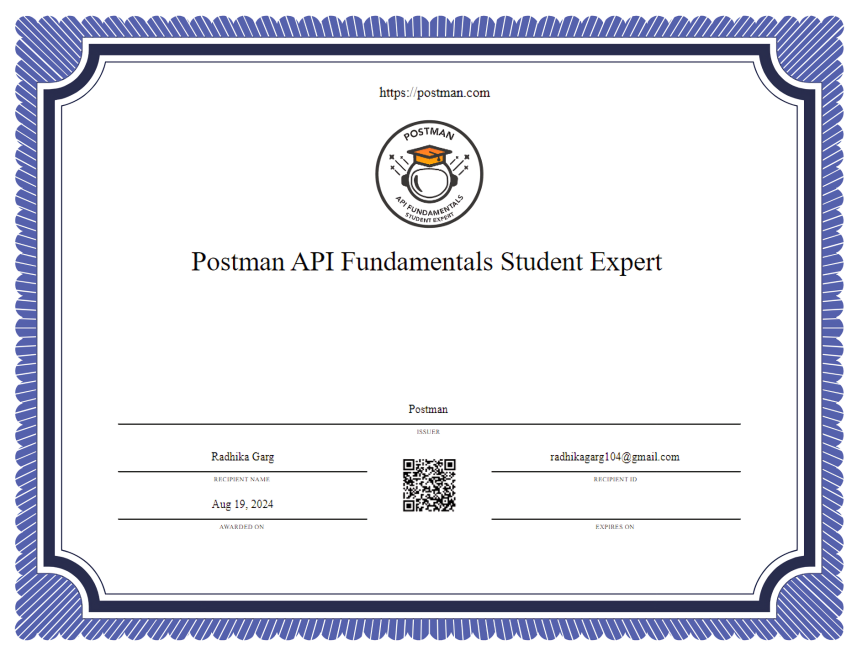 https://postman.com
POSTMAN
API FUNDAMENTALS
STUDENT EXPERT
Postman API Fundamentals Student Expert
Postman
ISSUER
Radhika Garg
radhikagarg104@gmail.com
RECIPIENT NAME
RECIPIENT ID
Aug 19, 2024
AWARDED ON
EXPIRES ON